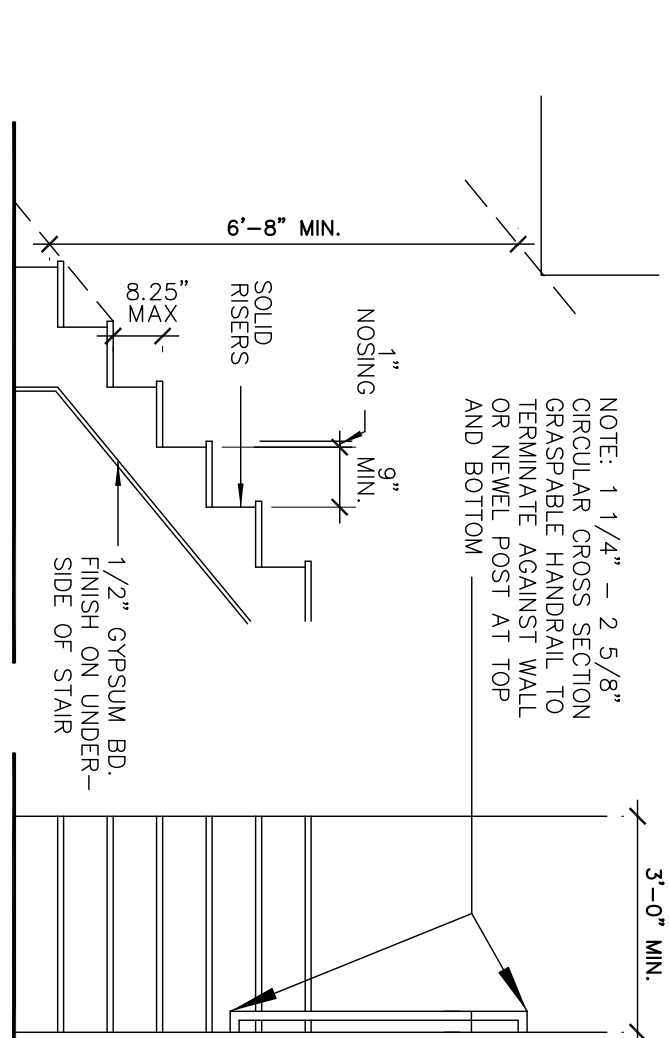 NOTE: 1 1/4" – 2 5/8"
CIRCULAR CROSS SECTION
GRASPABLE HANDRAIL TO
TERMINATE AGAINST WALL
OR NEWEL POST AT TOP
AND BOTTOM
3'–0" MIN.
6'–8" MIN.
1"
NOSING
9"
MIN.
SOLID
RISERS
8.25"
MAX
1/2" GYPSUM BD.
FINISH ON UNDER–
SIDE OF STAIR